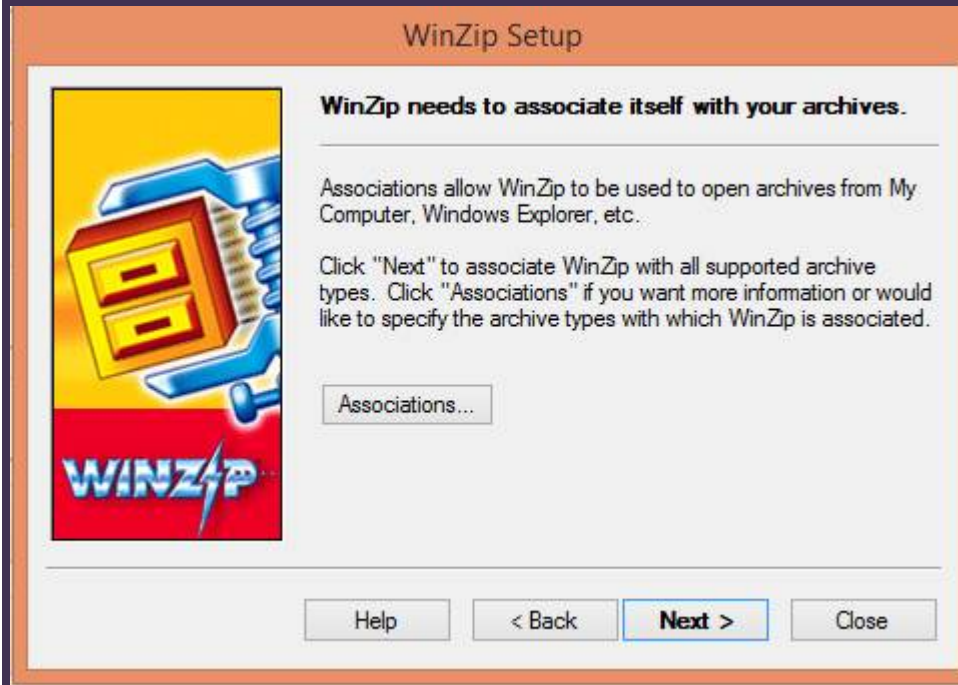 WinZip Setup
WinZip needs to associate itself with your archives.
Associations allow WinZip to be used to open archives from My
Computer, Windows Explorer, etc.
Click "Next" to associate WinZip with all supported archive
types. Click "Associations" if you want more information or would
like to specify the archive types with which WinZip is associated.
Associations...
WINZIP
Help
< Back
Next >
Close